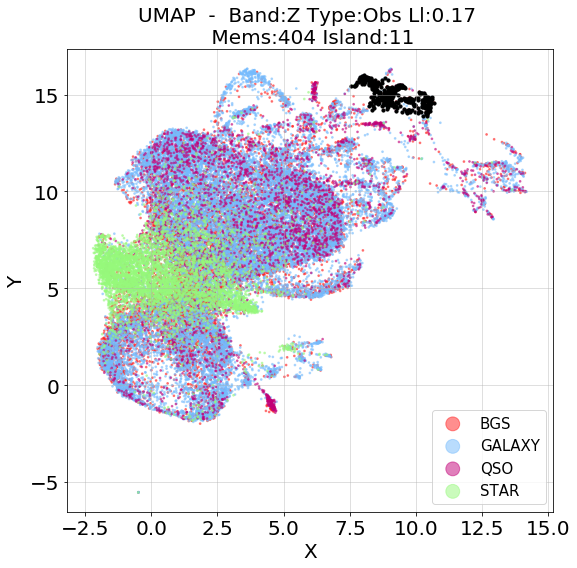 UMAP - Band:Z Type:Obs Ll:0.17
Mems:404 Island:11
15
10
5
0
−5
Y
−2.5 0.0 2.5 5.0 7.5 10.0 12.5 15.0
X
BGS
GALAXY
QSO
STAR